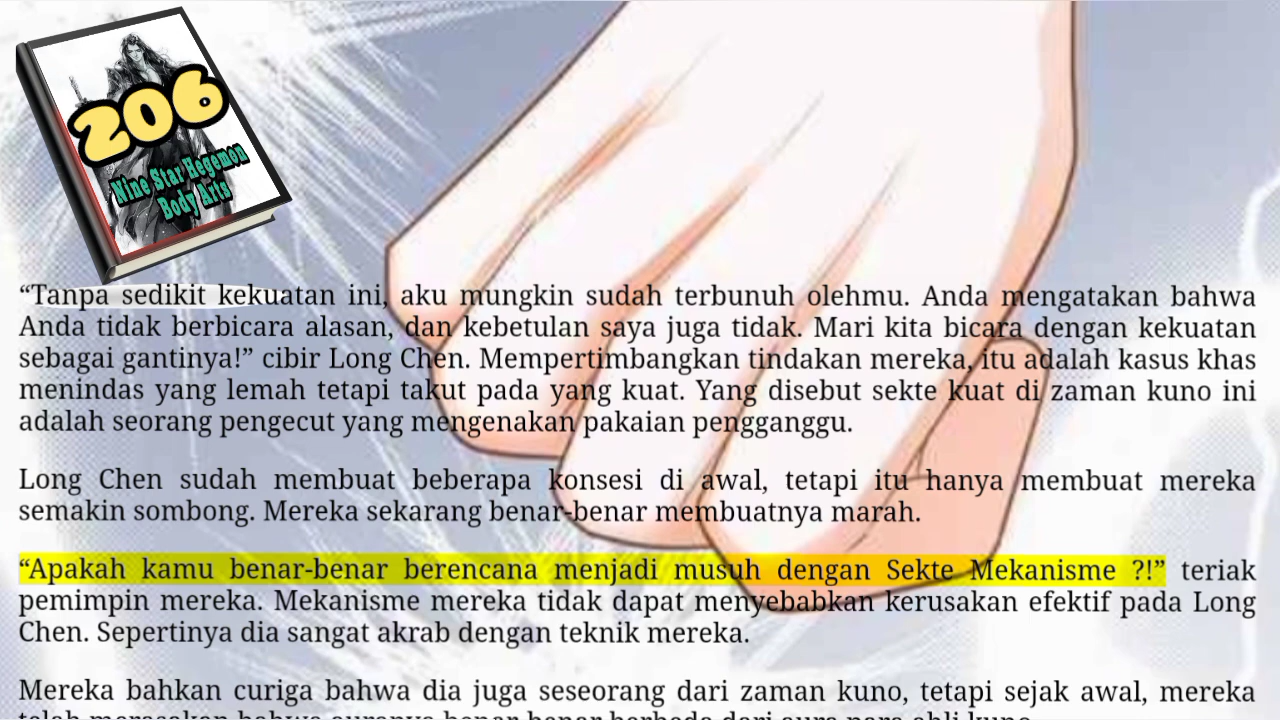 206
Nine Star Hegemon
Body Arts
“Tanpa sedikit kekuatan ini, aku mungkin sudah terbunuh olehmu. Anda mengatakan bahwa
Anda tidak berbicara alasan, dan kebetulan saya juga tidak. Mari kita bicara dengan kekuatan
sebagai gantinya!” cibir Long Chen. Mempertimbangkan tindakan mereka, itu adalah kasus khas
menindas yang lemah tetapi takut pada yang kuat. Yang disebut sekte kuat di zaman kuno ini
adalah seorang pengecut yang mengenakan pakaian pengganggu.
Long Chen sudah membuat beberapa konsesi di awal, tetapi itu hanya membuat mereka
semakin sombong. Mereka sekarang benar-benar membuatnya marah.
“Apakah kamu benar-benar berencana menjadi musuh dengan Sekte Mekanisme ?!” teriak
pemimpin mereka. Mekanisme mereka tidak dapat menyebabkan kerusakan efektif pada Long
Chen. Sepertinya dia sangat akrab dengan teknik mereka.
Mereka bahkan curiga bahwa dia juga seseorang dari zaman kuno, tetapi sejak awal, mereka